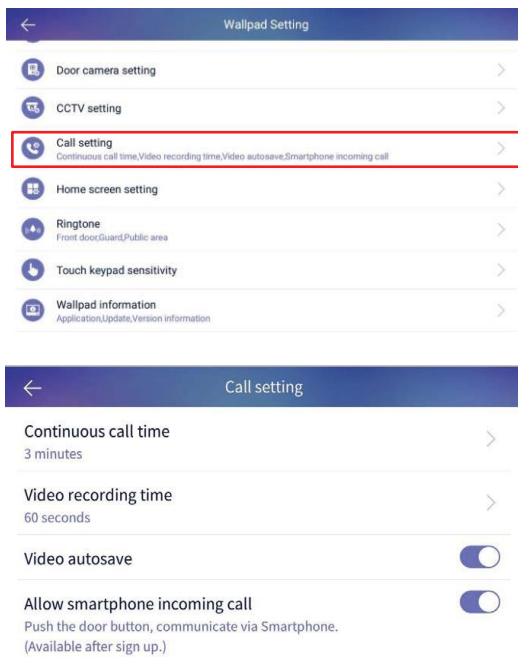 Wallpad Setting
Door camera setting
CCTV setting
Call setting
Continuous call time,Video recording time,Video autosave,Smartphone incoming call
Home screen setting
Ringtone
Front door,Guard,Public area
Touch keypad sensitivity
Wallpad information
Application,Update,Version information
Call setting
Continuous call time
3 minutes
Video recording time
60 seconds
Video autosave
Allow smartphone incoming call
Push the door button, communicate via Smartphone.
(Available after sign up.)